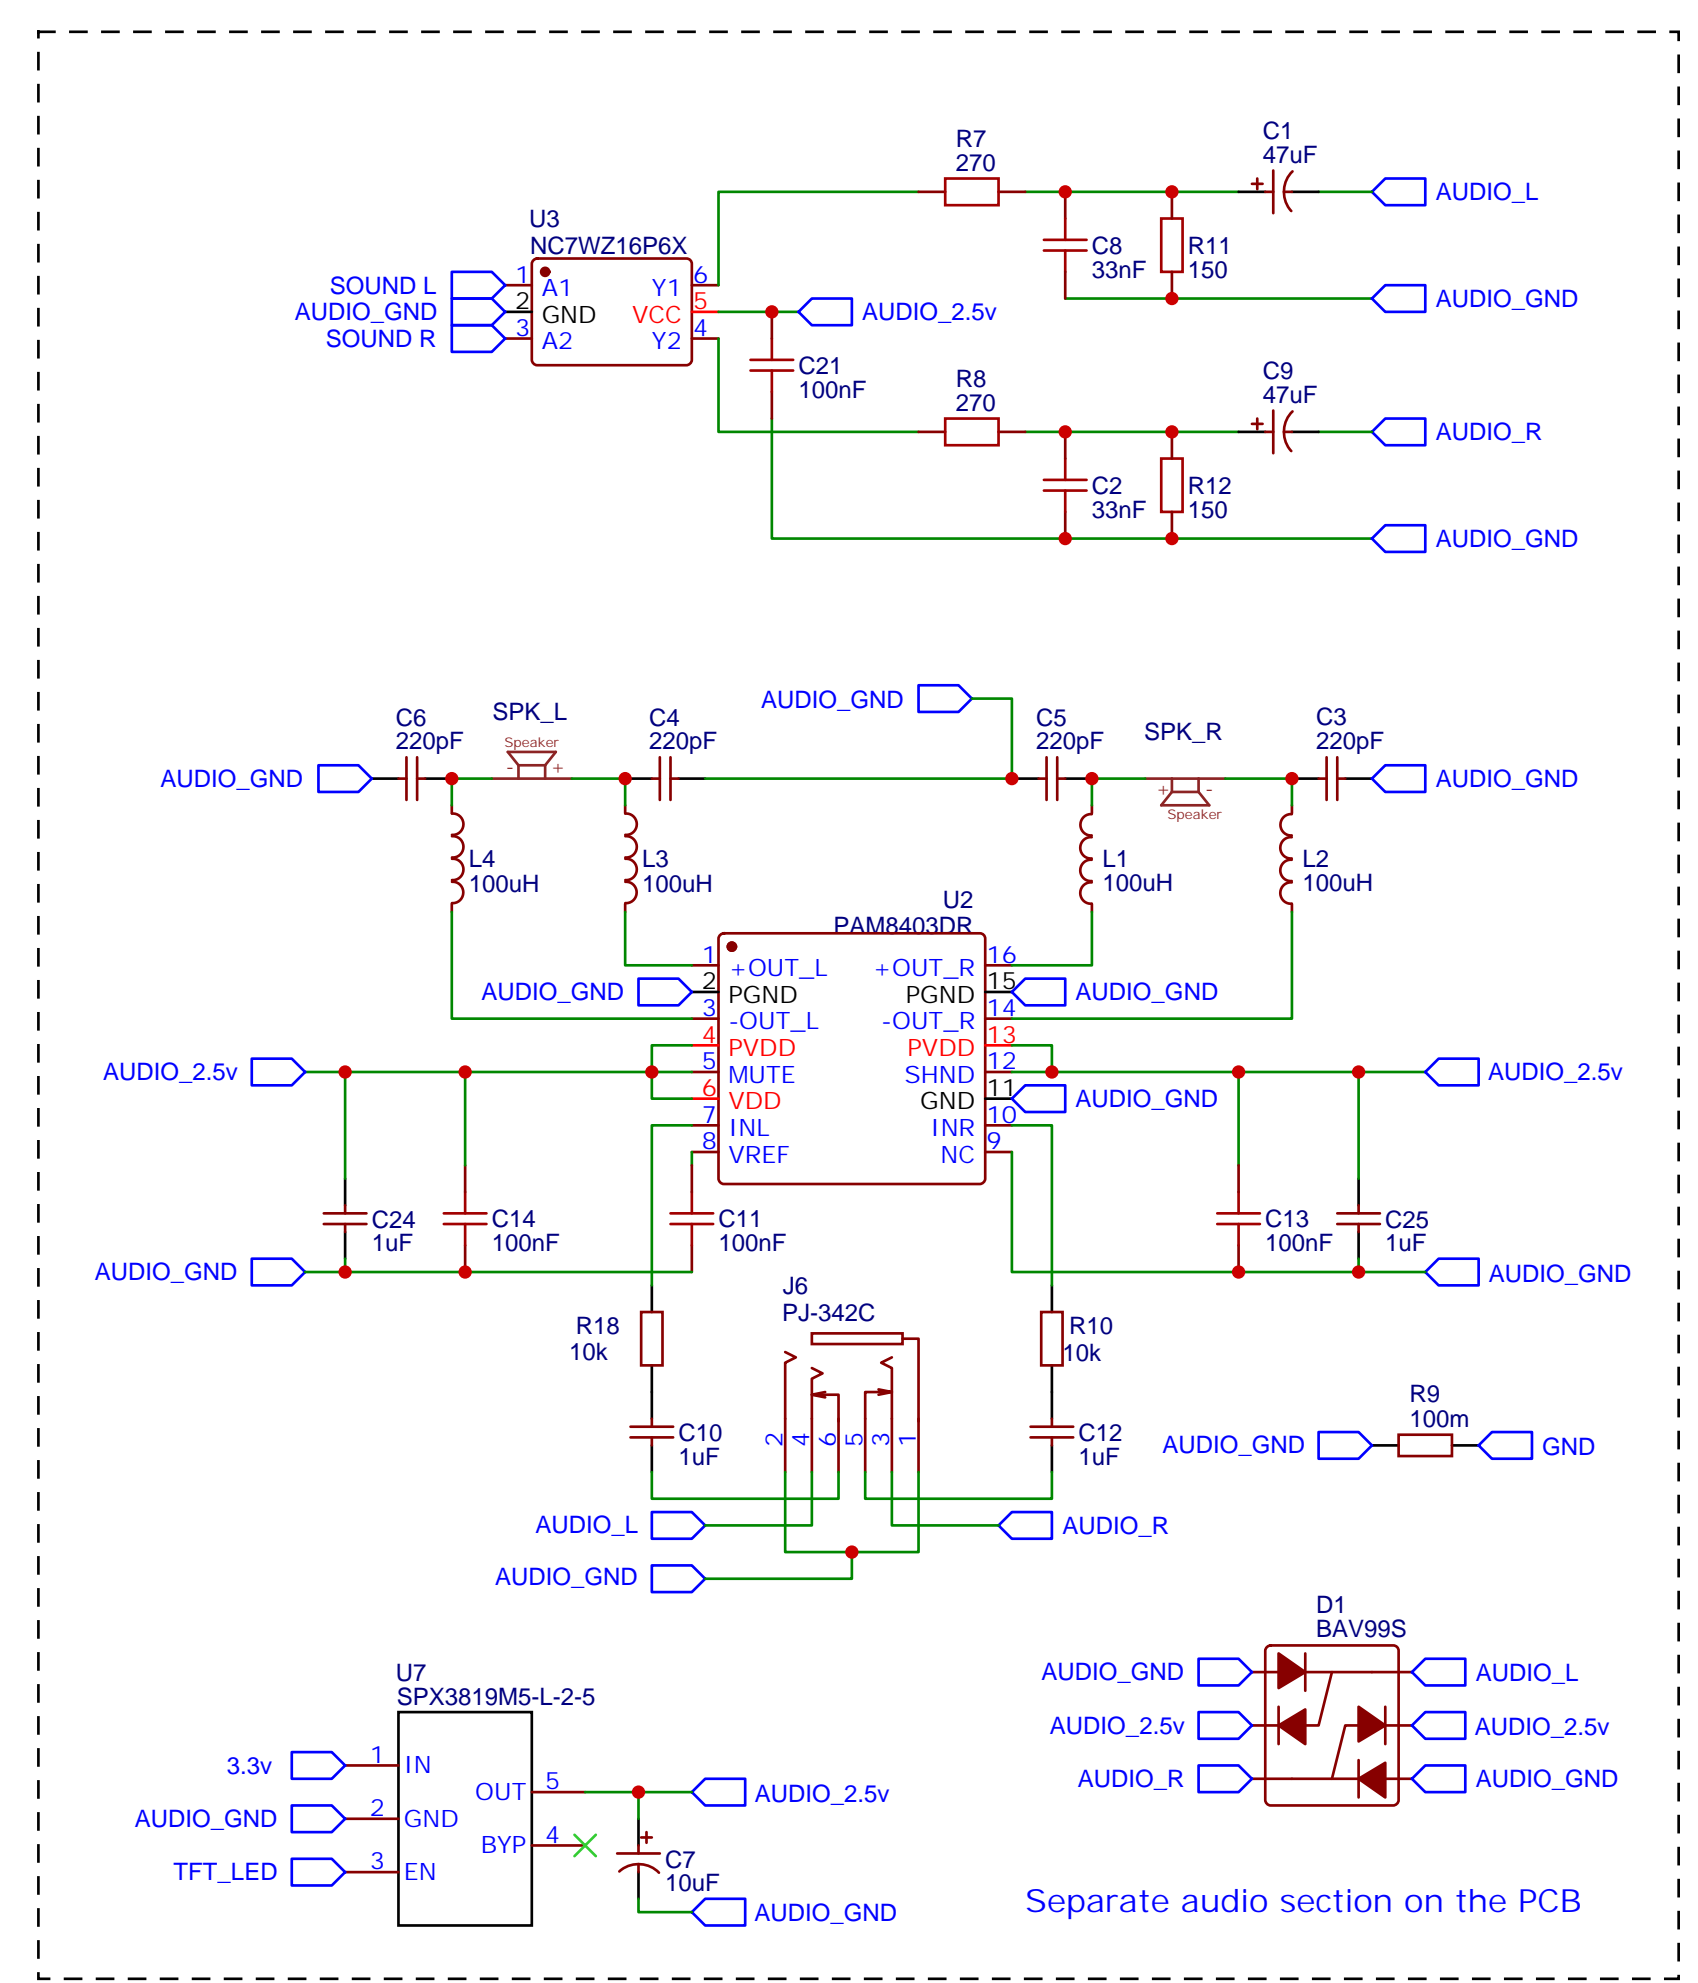 R7
270
C1
47uF
AUDIO_L
U3
NC7WZ16P6X
C8
33nF
R11
150
SOUND L
1
A1
Y1
6
AUDIO_GND
AUDIO_GND
2
GND
VCC
5
AUDIO_2.5v
SOUND R
3
A2
Y2
4
C21
100nF
R8
270
C9
47uF
AUDIO_R
C2
33nF
R12
150
AUDIO_GND
AUDIO_GND
C6
220pF
SPK_L
Speaker
- +
C4
220pF
C5
220pF
SPK_R
C3
220pF
AUDIO_GND
+ -
Speaker
AUDIO_GND
L4
100uH
L3
100uH
L1
100uH
L2
100uH
U2
PAM8403DR
1
+OUT_L
+OUT_R
16
AUDIO_GND
2
PGND
PGND
15
AUDIO_GND
3
-OUT_L
-OUT_R
14
4
PVDD
PVDD
13
AUDIO_2.5v
5
MUTE
SHND
12
AUDIO_2.5v
6
VDD
GND
11
AUDIO_GND
7
INL
INR
10
8
VREF
NC
9
C24
1uF
C14
100nF
C11
100nF
C13
100nF
C25
1uF
AUDIO_GND
AUDIO_GND
J6
PJ-342C
R18
10k
R10
10k
R9
100m
AUDIO_GND
GND
C10
1uF
2 4 6 5 3 1
C12
1uF
AUDIO_L
AUDIO_R
AUDIO_GND
D1
BAV99S
AUDIO_GND
AUDIO_L
AUDIO_2.5v
AUDIO_2.5v
AUDIO_R
AUDIO_GND
U7
SPX3819M5-L-2-5
3.3v
1
IN
OUT
5
AUDIO_2.5v
AUDIO_GND
2
GND
BYP
4
TFT_LED
3
EN
+
C7
10uF
AUDIO_GND
Separate audio section on the PCB